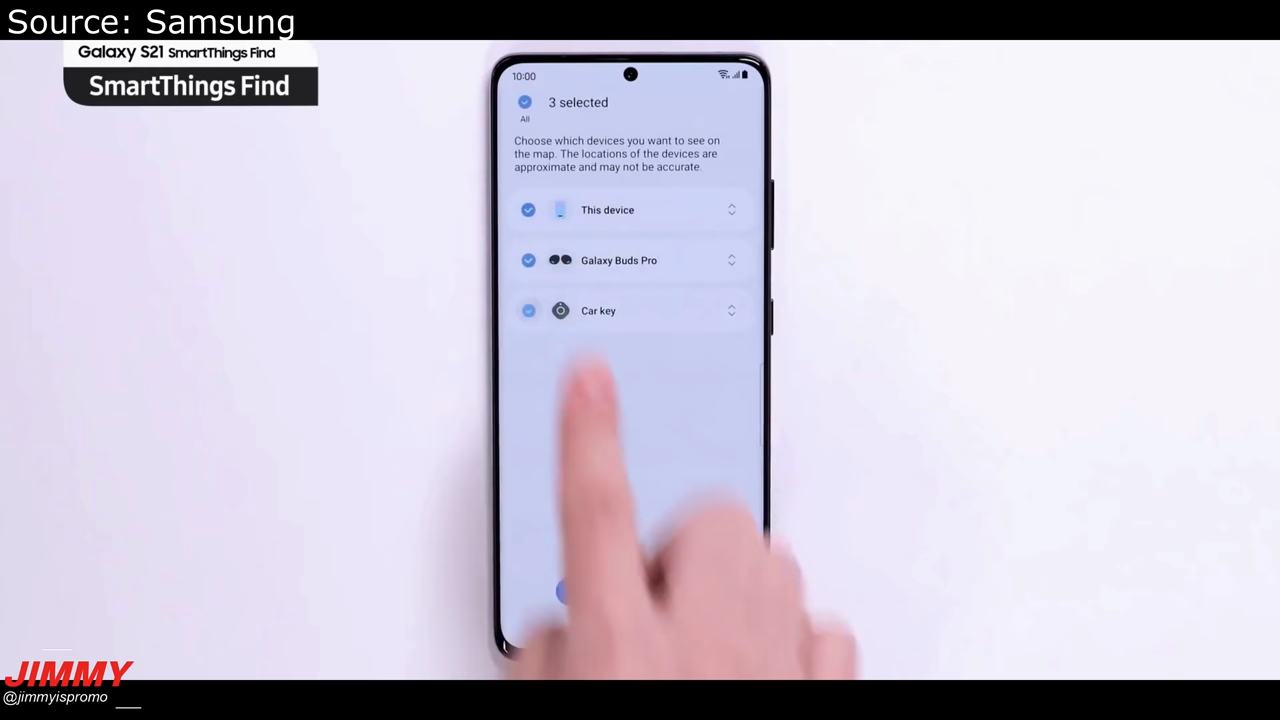 Source: Samsung
Galaxy S21 SmartThings Find
SmartThings Find
10:00
3 selected
All
Choose which devices you want to see on
the map. The locations of the devices are
approximate and may not be accurate.
This device
Galaxy Buds Pro
Car key
JIMMY
@jimmyispromo